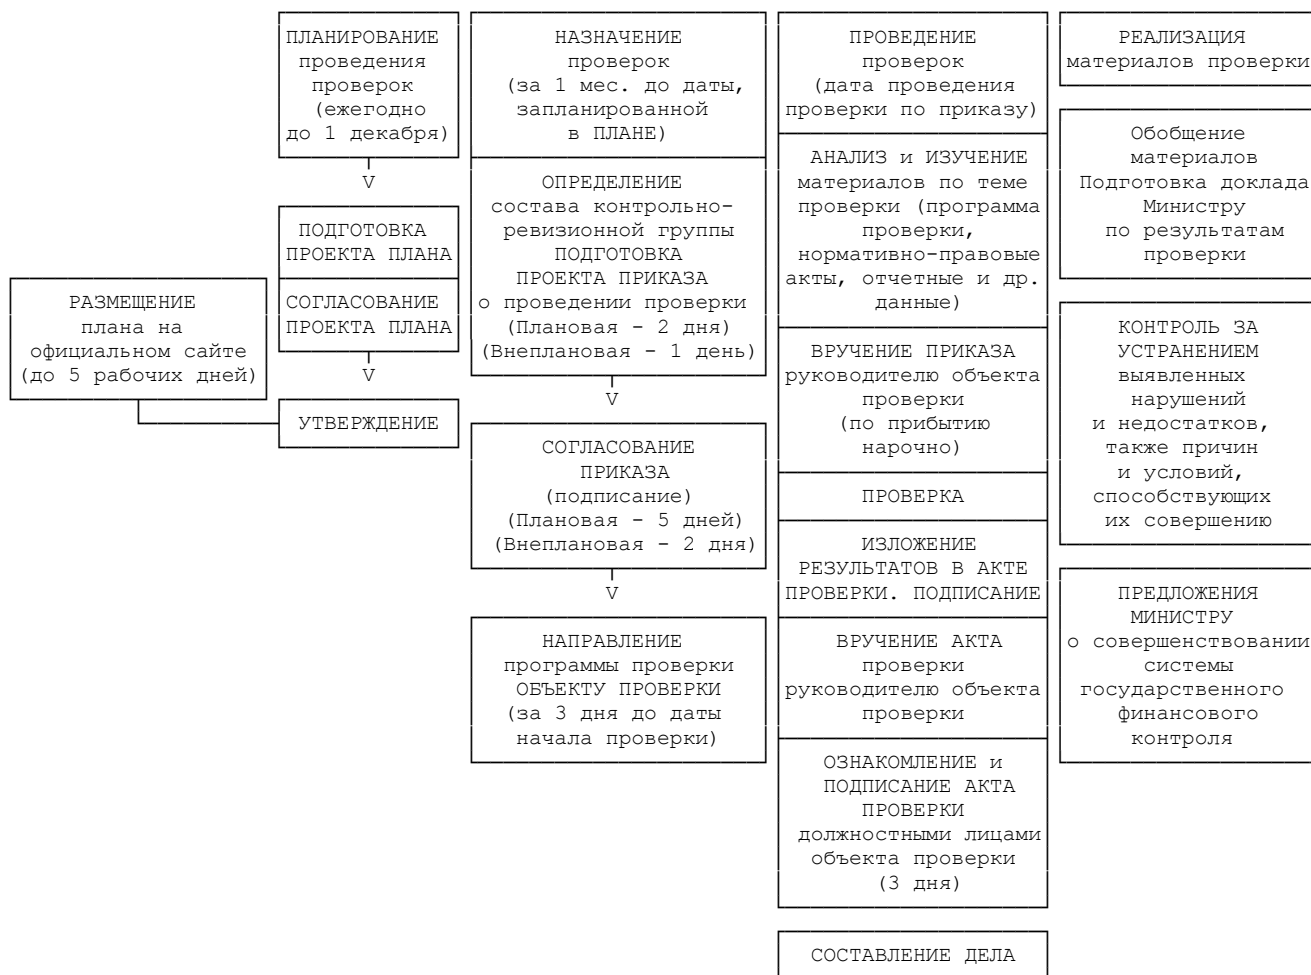 ПЛАНИРОВАНИЕ
проведения
проверок
(ежегодно
до 1 декабря)
V
ПОДГОТОВКА
ПРОЕКТА ПЛАНА
СОГЛАСОВАНИЕ
ПРОЕКТА ПЛАНА
V
УТВЕРЖДЕНИЕ
РАЗМЕЩЕНИЕ
плана на
официальном сайте
(до 5 рабочих дней)
НАЗНАЧЕНИЕ
проверок
(за 1 мес. до даты,
запланированной
в ПЛАНЕ)
ОПРЕДЕЛЕНИЕ
состава контрольно-
ревизионной группы
ПОДГОТОВКА
ПРОЕКТА ПРИКАЗА
о проведении проверки
(Плановая - 2 дня)
(Внеплановая - 1 день)
V
СОГЛАСОВАНИЕ
ПРИКАЗА
(подписание)
(Плановая - 5 дней)
(Внеплановая - 2 дня)
V
НАПРАВЛЕНИЕ
программы проверки
ОБЪЕКТУ ПРОВЕРКИ
(за 3 дня до даты
начала проверки)
ПРОВЕДЕНИЕ
проверок
(дата проведения
проверки по приказу)
АНАЛИЗ и ИЗУЧЕНИЕ
материалов по теме
проверки (программа
проверки,
нормативно-правовые
акты, отчетные и др.
данные)
ВРУЧЕНИЕ ПРИКАЗА
руководителю объекта
проверки
(по прибытию
нарочно)
ПРОВЕРКА
ИЗЛОЖЕНИЕ
РЕЗУЛЬТАТОВ В АКТЕ
ПРОВЕРКИ. ПОДПИСАНИЕ
ВРУЧЕНИЕ АКТА
проверки
руководителю объекта
проверки
ОЗНАКОМЛЕНИЕ и
ПОДПИСАНИЕ АКТА
ПРОВЕРКИ
должностными лицами
объекта проверки
(3 дня)
СОСТАВЛЕНИЕ ДЕЛА
РЕАЛИЗАЦИЯ
материалов проверки
Обобщение
материалов
Подготовка доклада
Министру
по результатам
проверки
КОНТРОЛЬ ЗА
УСТРАНЕНИЕМ
выявленных
нарушений
и недостатков,
также причин
и условий,
способствующих
их совершению
ПРЕДЛОЖЕНИЯ
МИНИСТРУ
о совершенствовании
системы
государственного
финансового
контроля